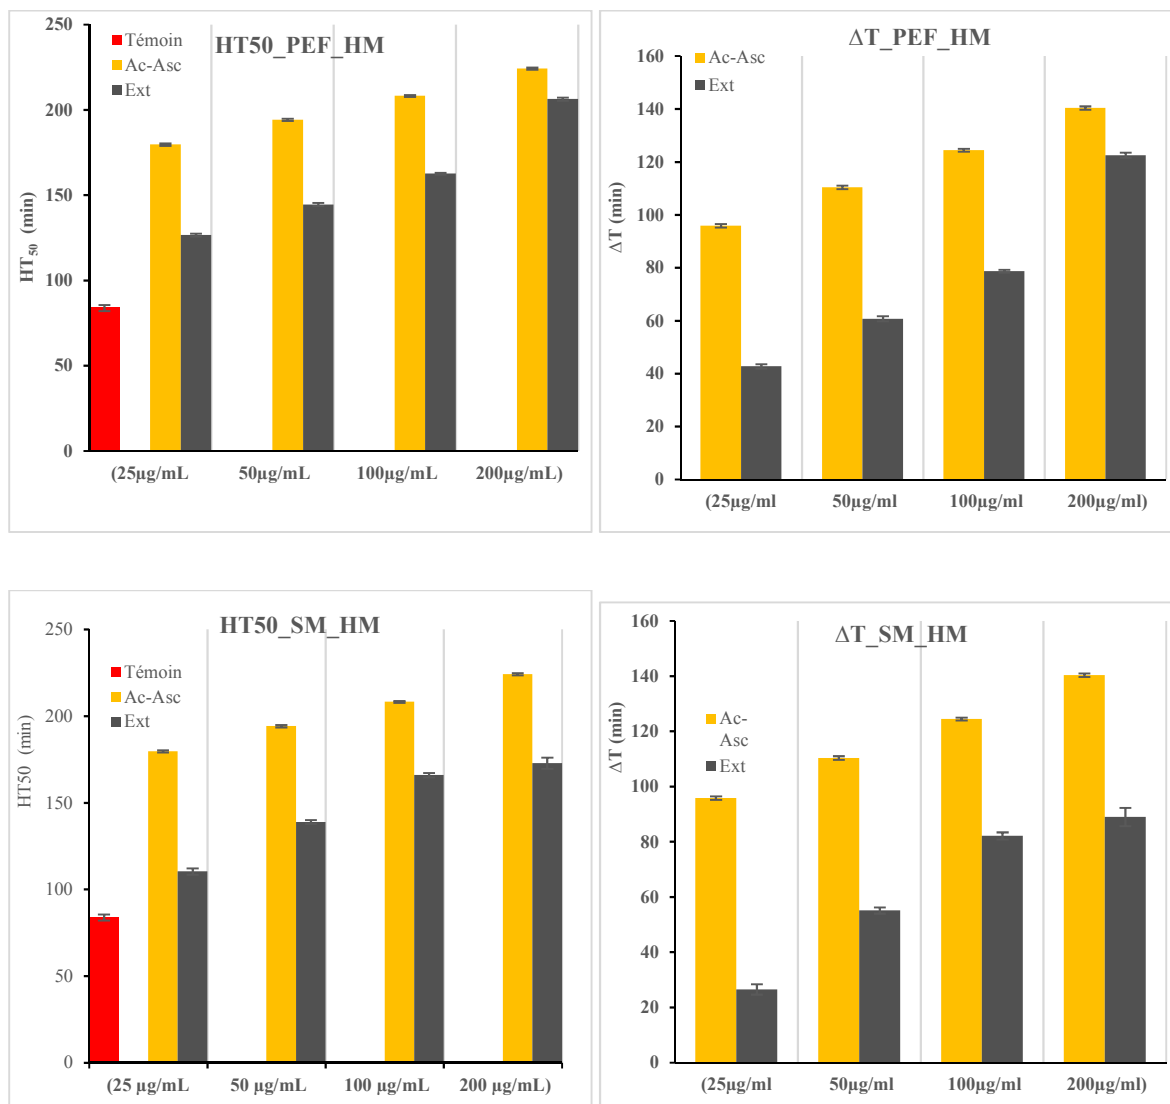 HT50_PEF_HM
Témoin
Ac-Asc
Ext
HT50 (min)
250
200
150
100
50
0
(25µg/mL 50µg/mL 100µg/mL 200µg/mL)
ΔT_PEF_HM
Ac-Asc
Ext
ΔT (min)
160
140
120
100
80
60
40
20
0
(25µg/ml 50µg/ml 100µg/ml 200µg/ml)
HT50_SM_HM
Témoin
Ac-Asc
Ext
HT50 (min)
250
200
150
100
50
0
(25 µg/mL 50 µg/mL 100 µg/mL 200 µg/mL)
ΔT_SM_HM
Ac-
Asc
Ext
ΔT (min)
160
140
120
100
80
60
40
20
0
(25µg/ml 50µg/ml 100µg/ml 200µg/ml)